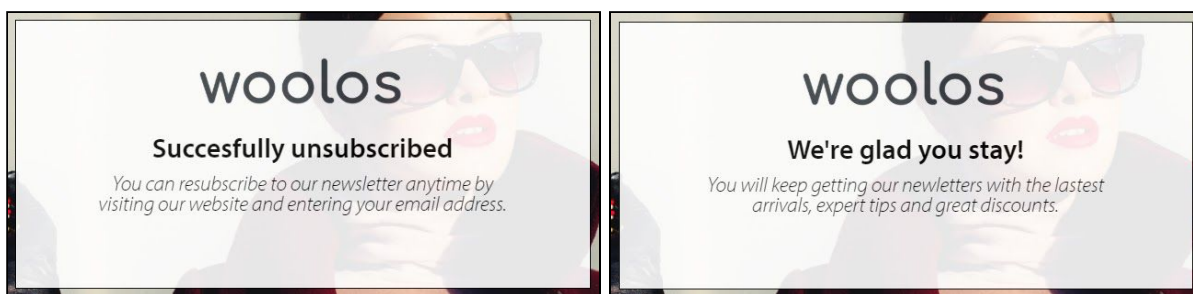 woolos
Succesfully unsubscribed
You can resubscribe to our newsletter anytime by
visiting our website and entering your email address.
woolos
We're glad you stay!
You will keep getting our newletters with the lastest
arrivals, expert tips and great discounts.